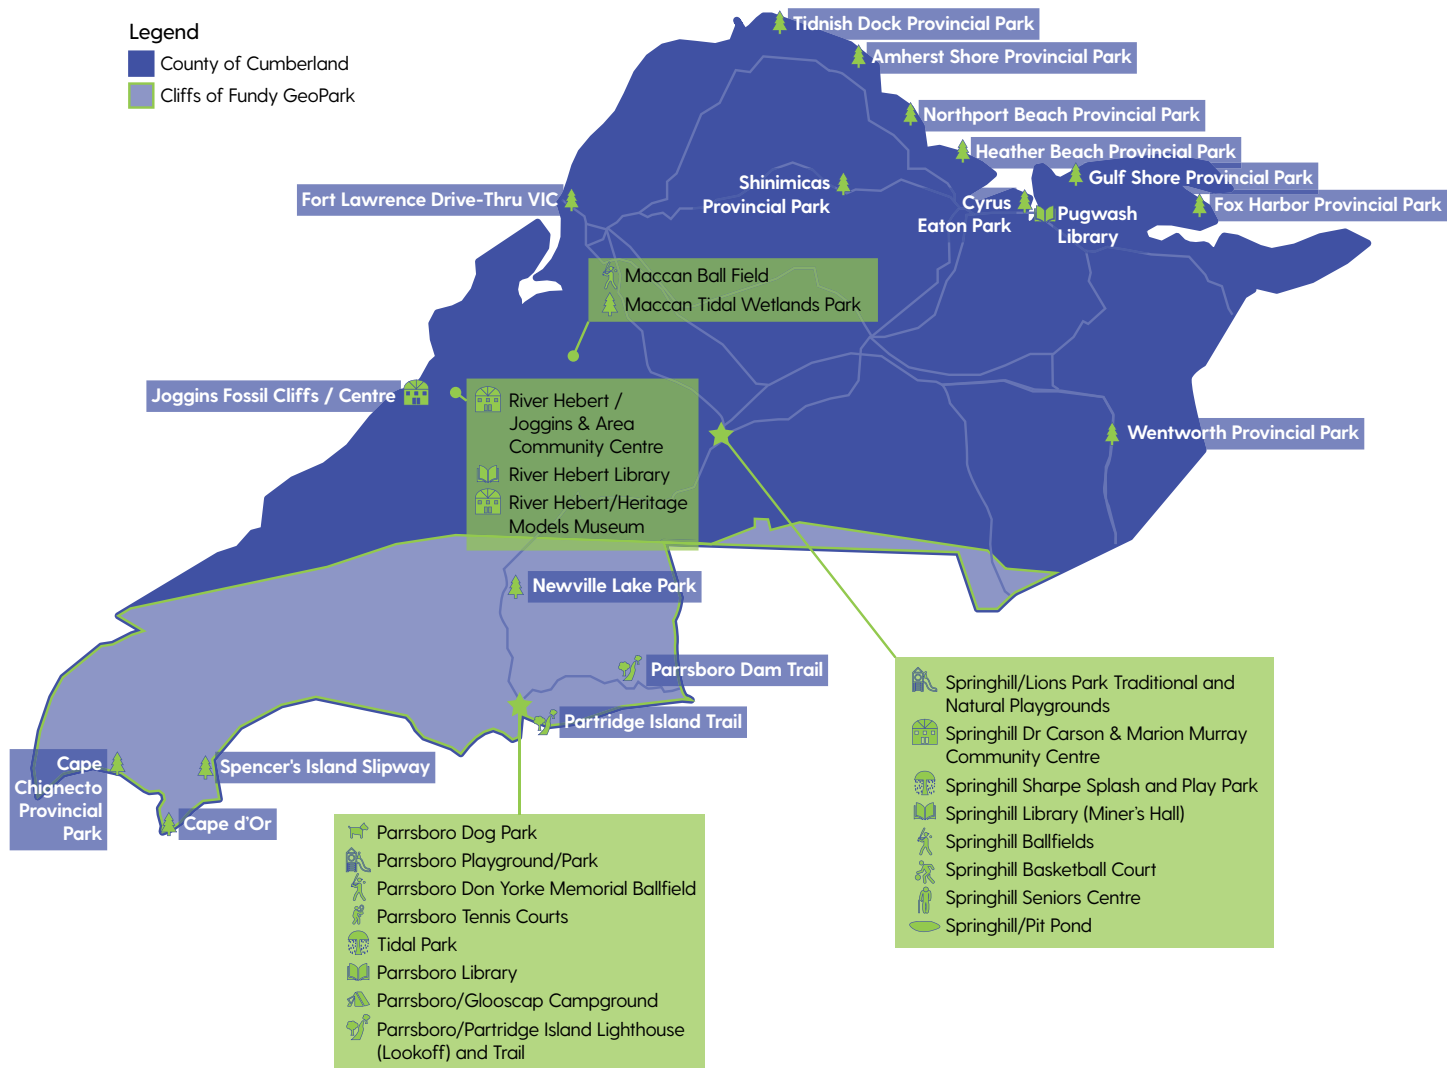 Legend
County of Cumberland
Cliffs of Fundy GeoPark
Tidnish Dock Provincial Park
Amherst Shore Provincial Park
Northport Beach Provincial Park
Heather Beach Provincial Park
Gulf Shore Provincial Park
Fox Harbor Provincial Park
Shinimicas
Provincial Park
Cyrus
Eaton Park
Pugwash
Library
Fort Lawrence Drive-Thru VIC
Maccan Ball Field
Maccan Tidal Wetlands Park
Joggins Fossil Cliffs / Centre
River Hebert /
Joggins & Area
Community Centre
River Hebert Library
River Hebert/Heritage
Models Museum
Wentworth Provincial Park
Newville Lake Park
Parrsboro Dam Trail
Partridge Island Trail
Cape
Chignecto
Provincial
Park
Spencer's Island Slipway
Cape d'Or
Springhill/Lions Park Traditional and
Natural Playgrounds
Springhill Dr Carson & Marion Murray
Community Centre
Springhill Sharpe Splash and Play Park
Springhill Library (Miner's Hall)
Springhill Ballfields
Springhill Basketball Court
Springhill Seniors Centre
Springhill/Pit Pond
Parrsboro Dog Park
Parrsboro Playground/Park
Parrsboro Don Yorke Memorial Ballfield
Parrsboro Tennis Courts
Tidal Park
Parrsboro Library
Parrsboro/Glooscap Campground
Parrsboro/Partridge Island Lighthouse
(Lookoff) and Trail